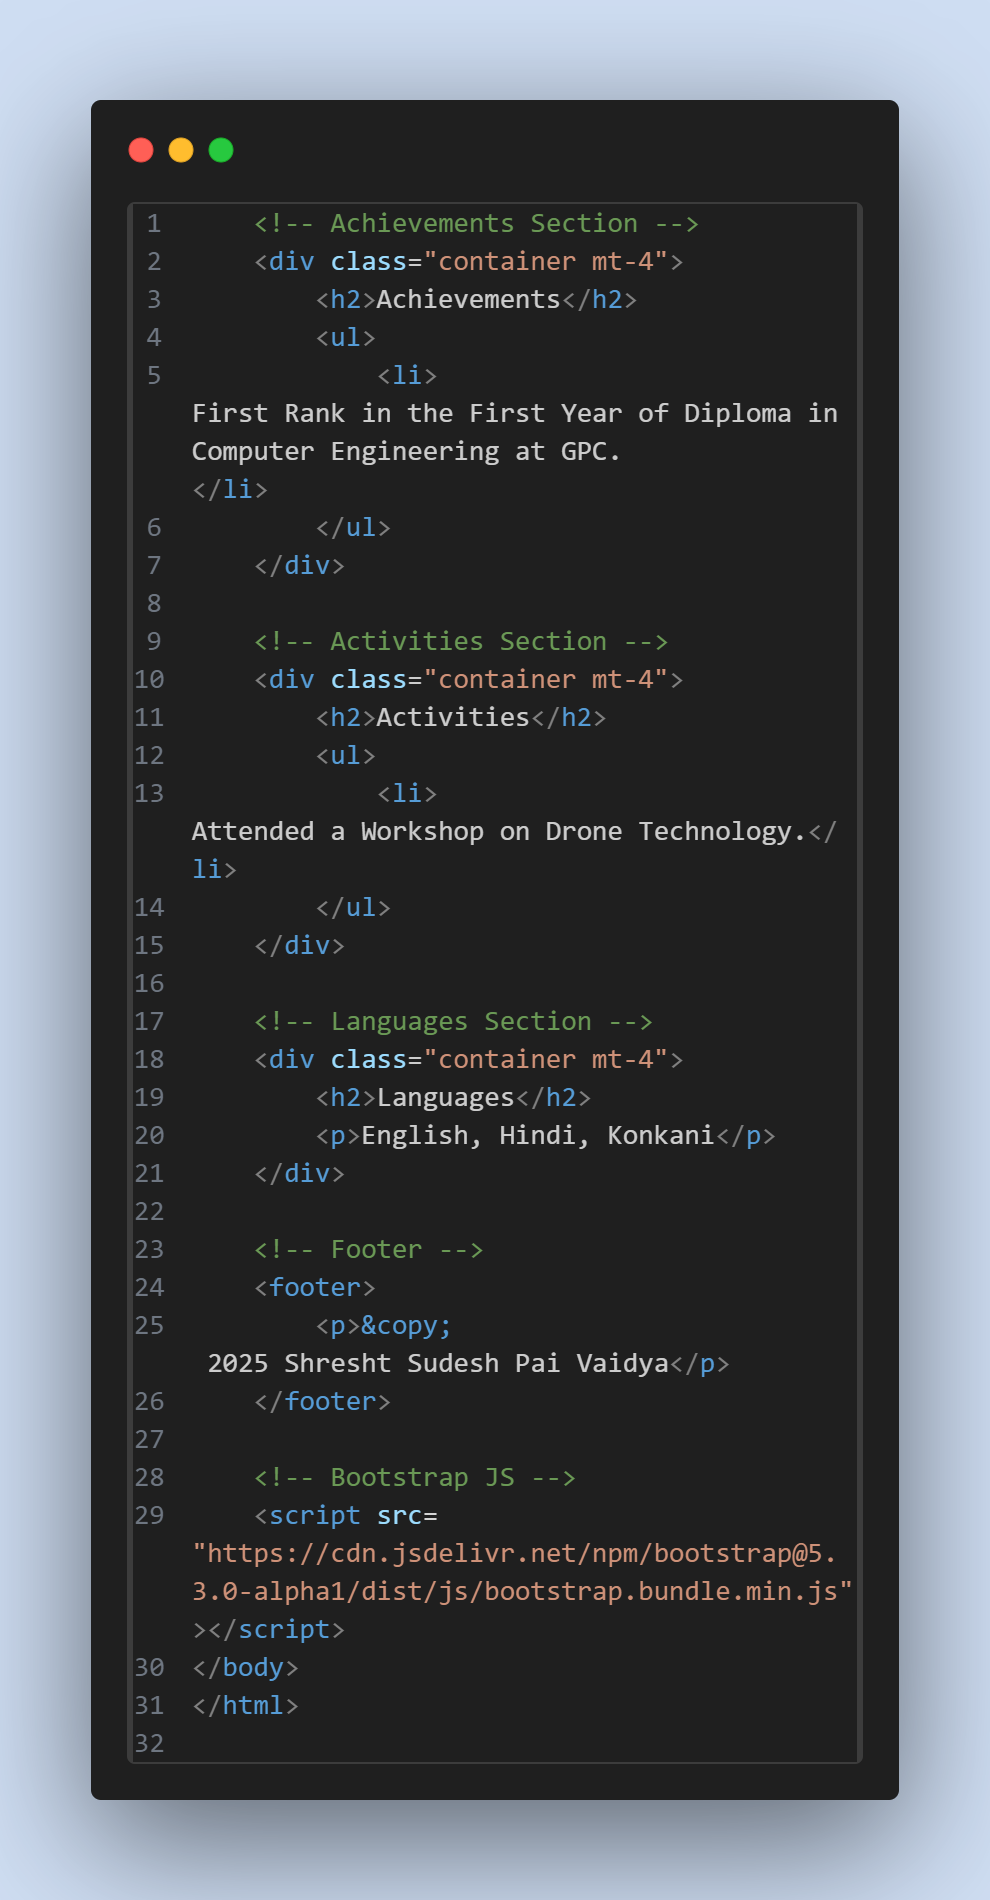 1     <!-- Achievements Section -->
2     <div class="container mt-4">
3         <h2>Achievements</h2>
4         <ul>
5             <li>
First Rank in the First Year of Diploma in
Computer Engineering at GPC.
</li>
6         </ul>
7     </div>
8
9     <!-- Activities Section -->
10     <div class="container mt-4">
11         <h2>Activities</h2>
12         <ul>
13             <li>
Attended a Workshop on Drone Technology.</
li>
14         </ul>
15     </div>
16
17     <!-- Languages Section -->
18     <div class="container mt-4">
19         <h2>Languages</h2>
20         <p>English, Hindi, Konkani</p>
21     </div>
22
23     <!-- Footer -->
24     <footer>
25         <p>&copy;
 2025 Shresht Sudesh Pai Vaidya</p>
26     </footer>
27
28     <!-- Bootstrap JS -->
29     <script src=
"https://cdn.jsdelivr.net/npm/bootstrap@5.
3.0-alpha1/dist/js/bootstrap.bundle.min.js"
></script>
30 </body>
31 </html>
32